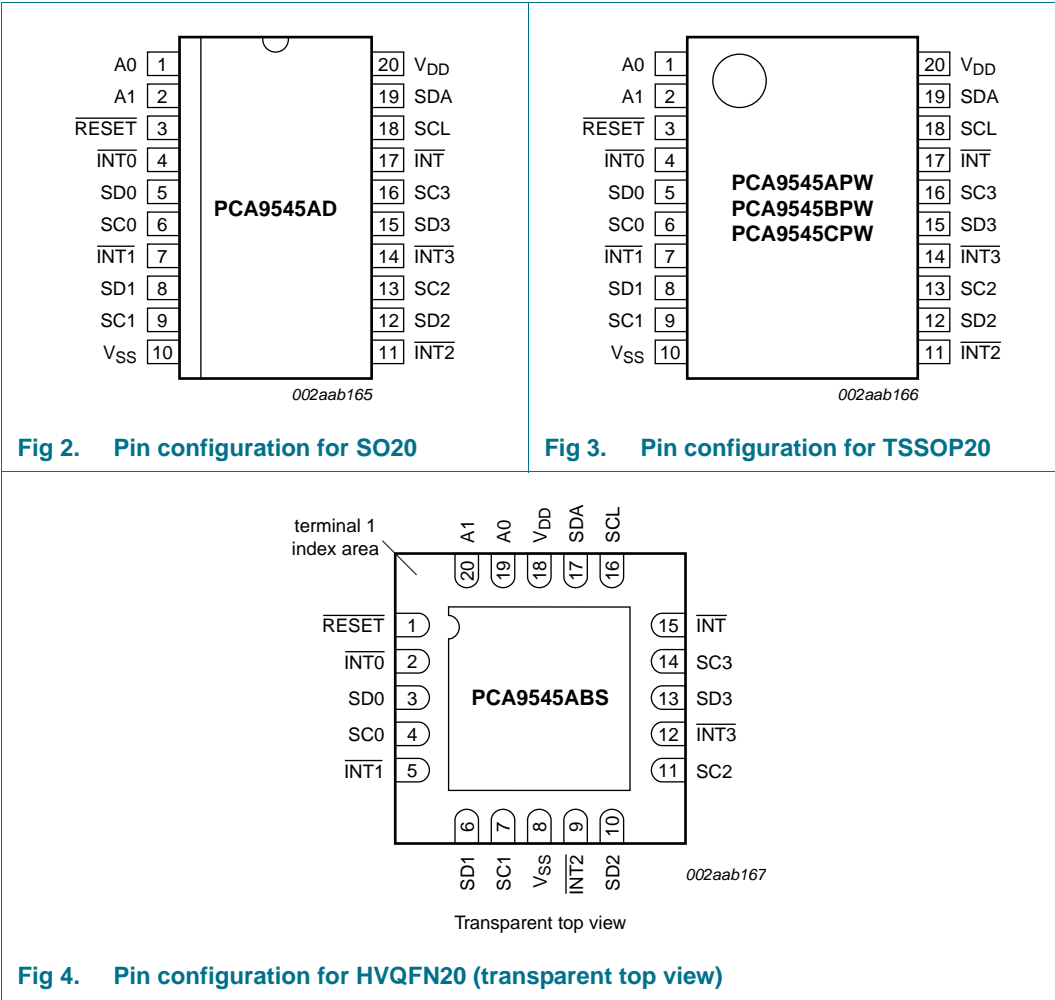 A0 1
A1 2
RESET 3
INT0 4
SD0 5
SC0 6
INT1 7
SD1 8
SC1 9
VSS 10
PCA9545AD
20 VDD
19 SDA
18 SCL
17 INT
16 SC3
15 SD3
14 INT3
13 SC2
12 SD2
11 INT2
002aab165
Fig 2. Pin configuration for SO20
A0 1
A1 2
RESET 3
INT0 4
SD0 5
SC0 6
INT1 7
SD1 8
SC1 9
VSS 10
PCA9545APW
PCA9545BPW
PCA9545CPW
20 VDD
19 SDA
18 SCL
17 INT
16 SC3
15 SD3
14 INT3
13 SC2
12 SD2
11 INT2
002aab166
Fig 3. Pin configuration for TSSOP20
terminal 1
index area
A1 A0 VDD SDA SCL
20 19 18 17 16
RESET 1
INT0 2
SD0 3
SC0 4
INT1 5
PCA9545ABS
15 INT
14 SC3
13 SD3
12 INT3
11 SC2
6 7 8 9 10
SD1 SC1 VSS INT2 SD2
002aab167
Transparent top view
Fig 4. Pin configuration for HVQFN20 (transparent top view)